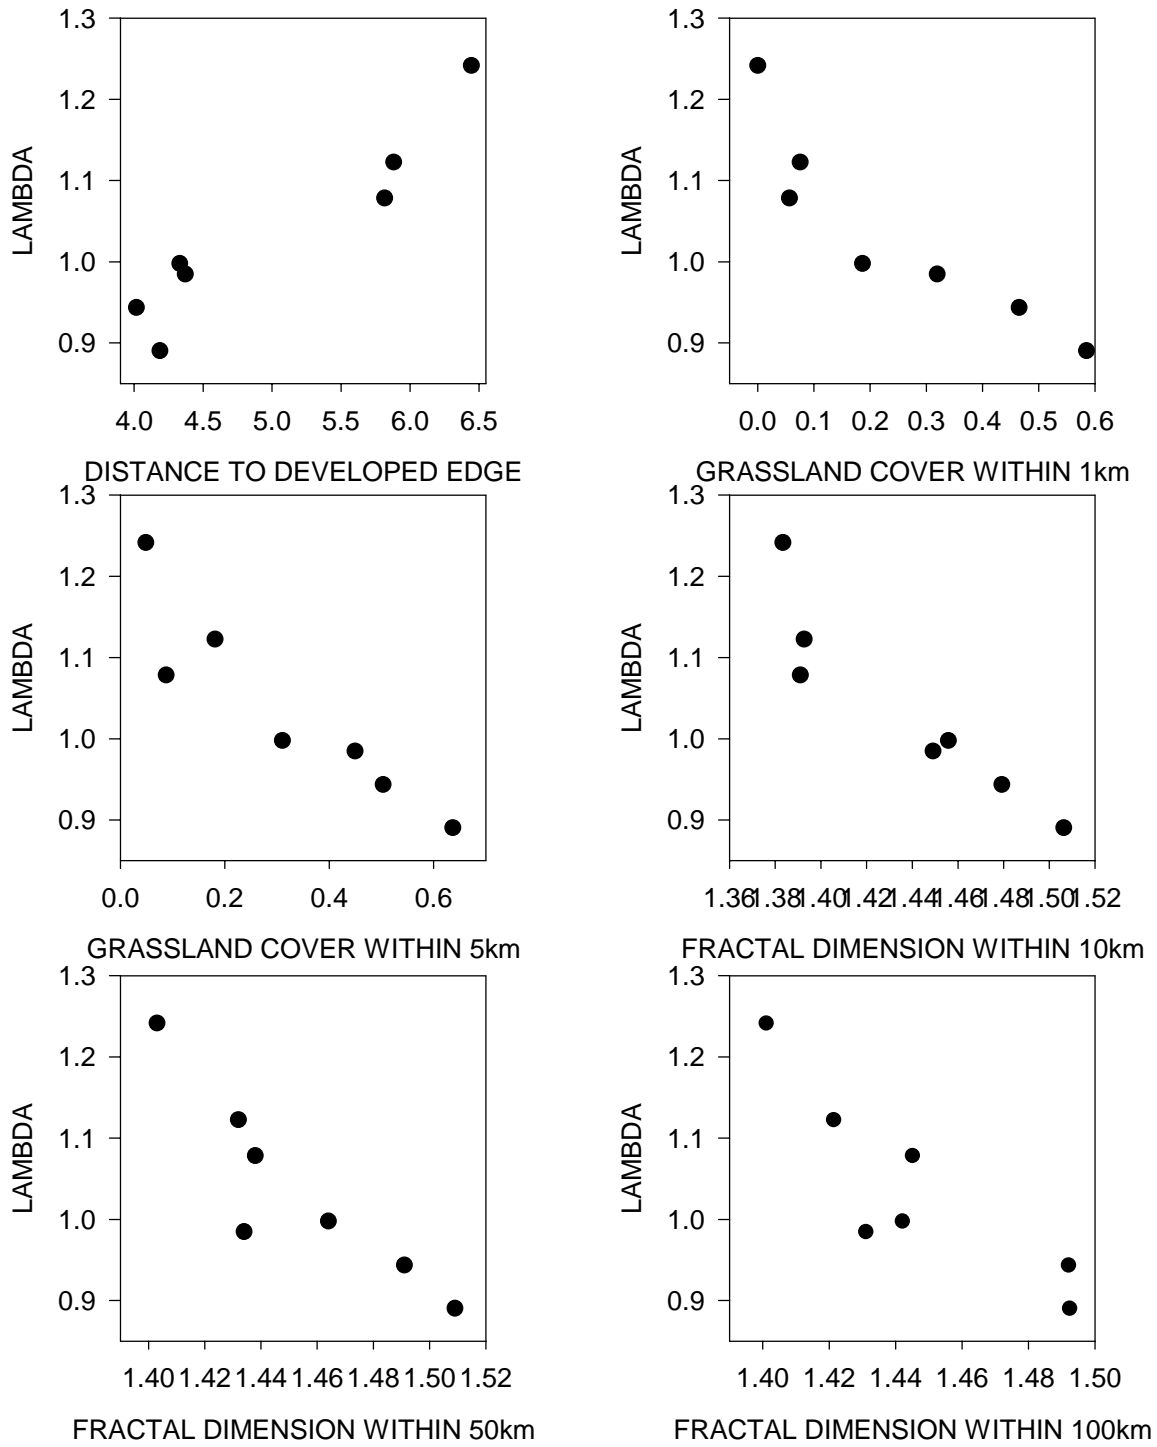 1.3
1.2
1.1
1.0
0.9
LAMBDA
4.0 4.5 5.0 5.5 6.0 6.5
DISTANCE TO DEVELOPED EDGE
1.3
1.2
1.1
1.0
0.9
LAMBDA
0.0 0.1 0.2 0.3 0.4 0.5 0.6
GRASSLAND COVER WITHIN 1km
1.3
1.2
1.1
1.0
0.9
LAMBDA
0.0 0.2 0.4 0.6
GRASSLAND COVER WITHIN 5km
1.3
1.2
1.1
1.0
0.9
LAMBDA
1.36 1.38 1.40 1.42 1.44 1.46 1.48 1.50 1.52
FRACTAL DIMENSION WITHIN 10km
1.3
1.2
1.1
1.0
0.9
LAMBDA
1.40 1.42 1.44 1.46 1.48 1.50 1.52
FRACTAL DIMENSION WITHIN 50km
1.3
1.2
1.1
1.0
0.9
LAMBDA
1.40 1.42 1.44 1.46 1.48 1.50
FRACTAL DIMENSION WITHIN 100km